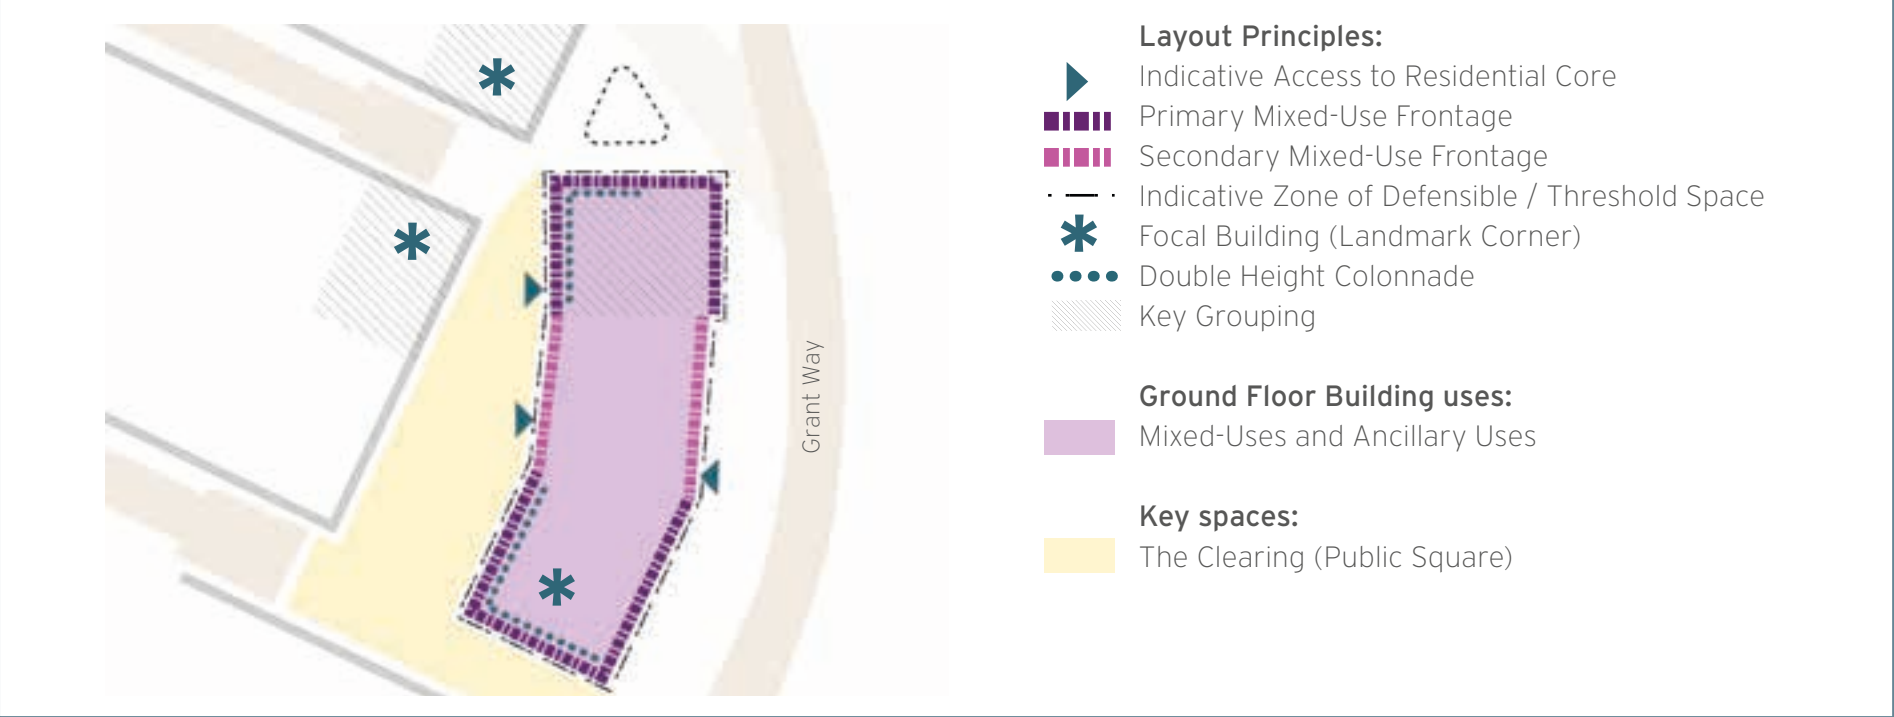 Grant Way
Layout Principles:
Indicative Access to Residential Core
Primary Mixed-Use Frontage
Secondary Mixed-Use Frontage
Indicative Zone of Defensible / Threshold Space
Focal Building (Landmark Corner)
Double Height Colonnade
Key Grouping
Ground Floor Building uses:
Mixed-Uses and Ancillary Uses
Key spaces:
The Clearing (Public Square)